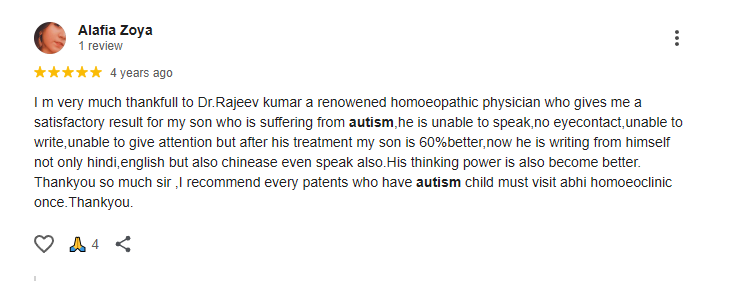 Alafia Zoya
1 review
4 years ago
I m very much thankfull to Dr.Rajeev kumar a renowened homoeopathic physician who gives me a
satisfactory result for my son who is suffering from autism,he is unable to speak,no eyecontact,unable to
write,unable to give attention but after his treatment my son is 60%better,now he is writing from himself
not only hindi,english but also chinease even speak also.His thinking power is also become better.
Thankyou so much sir ,I recommend every patents who have autism child must visit abhi homoeoclinic
once.Thankyou.
4